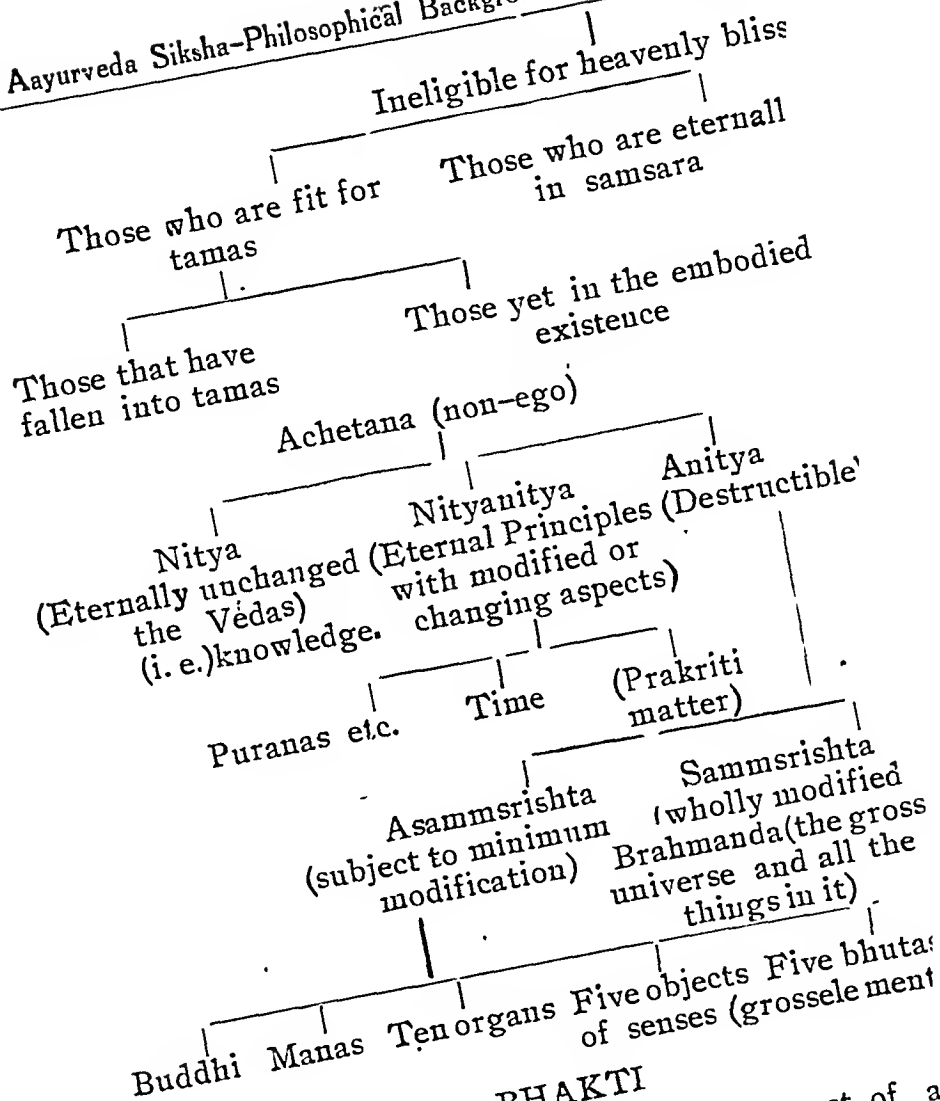 Aayurveda Siksha-Philosophical
Ineligible for heavenly bliss
Those who are fit for
tamas
Those who are eternall
in samsara
Those that have
fallen into tamas
Those yet in the embodied
existence
Achetana (non-ego)
Nitya
(Eternally unchanged
the Védas)
(i. e.)knowledge.
Nityanitya
(Eternal Principles
with modified or
changing aspects)
Anitya
(Destructible'
Puranas etc.
Time
(Prakriti
matter)
Asammsrishta
(subject to minimum
modification)
Sammsrishta
(wholly modified
Brahmanda(the gross
universe and all the
things in it)
Buddhi
Manas
Ten organs
Five objects
of senses
Five bhutas
(grossele ment
BHAKTI
of a